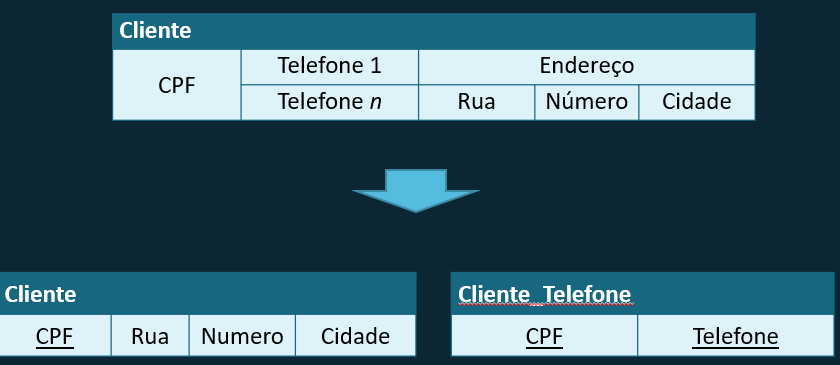 Cliente
CPF
Telefone 1
Endereço
Telefone n
Rua
Número
Cidade
Cliente
CPF
Rua
Numero
Cidade
Cliente_Telefone
CPF
Telefone